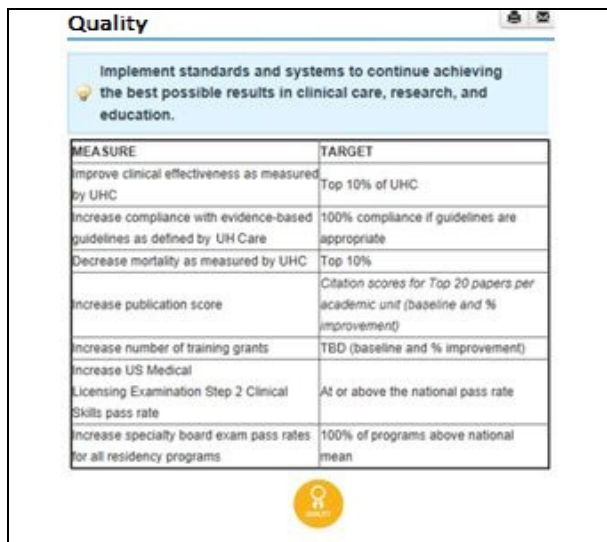 Quality
Implement standards and systems to continue achieving
the best possible results in clinical care, research, and
education.
MEASURE TARGET
Improve clinical effectiveness as measured
by UHC
Top 10% of UHC
Increase compliance with evidence-based
guidelines as defined by UH Care
100% compliance if guidelines are
appropriate
Decrease mortality as measured by UHC Top 10%
Increase publication score
Citation scores for Top 20 papers per
academic unit (baseline and %
improvement)
Increase number of training grants TBD (baseline and % improvement)
Increase US Medical
Licensing Examination Step 2 Clinical
Skills pass rate
At or above the national pass rate
Increase specialty board exam pass rates
for all residency programs
100% of programs above national
mean
QUALITY